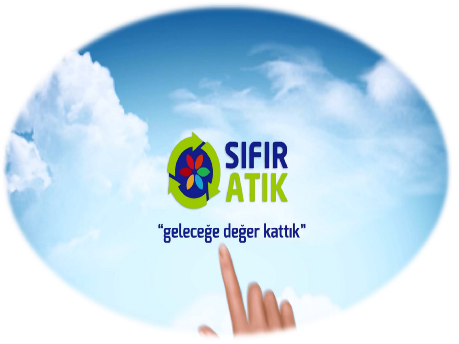 SIFIR
ATIK
“geleceğe değer kattık”